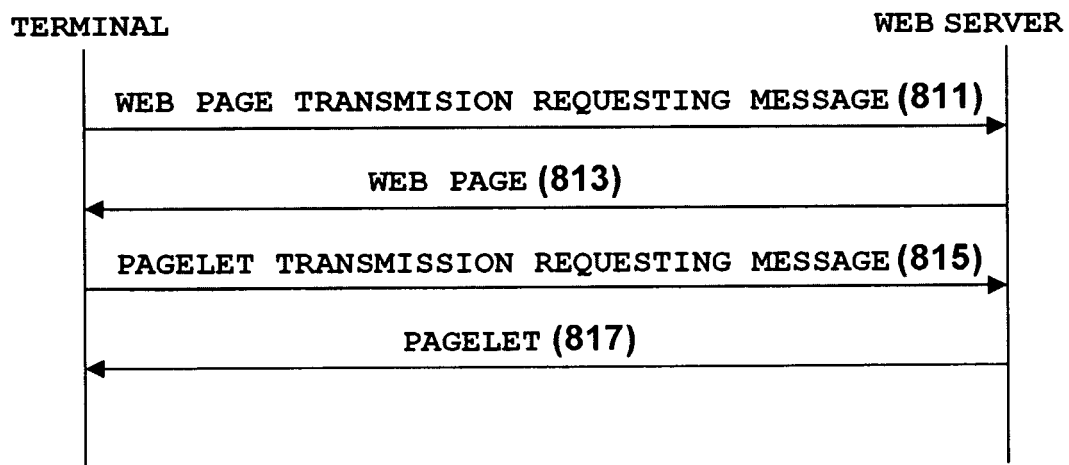 TERMINAL WEB SERVER
WEB PAGE TRANSMISION REQUESTING MESSAGE (811)
WEB PAGE (813)
PAGELET TRANSMISSION REQUESTING MESSAGE (815)
PAGELET (817)